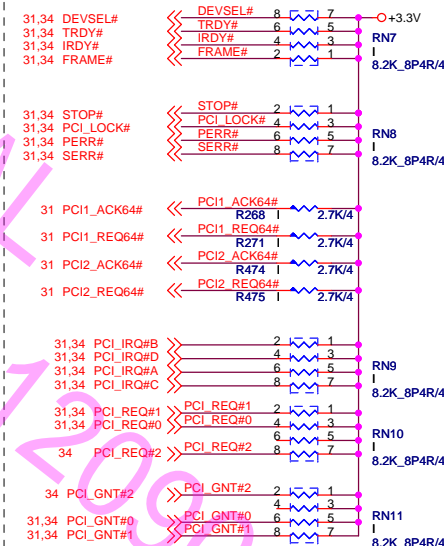 31,34 DEVSEL# DEVSEL# 8 7 +3.3V
31,34 TRDY# TRDY# 6 5
31,34 IRDY# IRDY# 4 3 RN7
31,34 FRAME# FRAME# 2 1
8.2K_8P4R/4
31,34 STOP# STOP# 2 1
31,34 PCI_LOCK# PCI_LOCK# 4 3
31,34 PERR# PERR# 6 5 RN8
31,34 SERR# SERR# 8 7
8.2K_8P4R/4
31 PCI1_ACK64# PCI1_ACK64#
R268 I 2.7K/4
31 PCI1_REQ64# PCI1_REQ64#
R271 I 2.7K/4
31 PCI2_ACK64# PCI2_ACK64#
R474 I 2.7K/4
31 PCI2_REQ64# PCI2_REQ64#
R475 I 2.7K/4
31,34 PCI_IRQ#B 2 1
31,34 PCI_IRQ#D 4 3
31,34 PCI_IRQ#A 6 5 RN9
31,34 PCI_IRQ#C 8 7 I
8.2K_8P4R/4
31,34 PCI_REQ#1 PCI_REQ#1 2 1
31,34 PCI_REQ#0 PCI_REQ#0 4 3
6 5 RN10
34 PCI_REQ#2 PCI_REQ#2 8 7 I
8.2K_8P4R/4
34 PCI_GNT#2 PCI_GNT#2 2 1
4 3
31,34 PCI_GNT#0 PCI_GNT#0 6 5 RN11
31,34 PCI_GNT#1 PCI_GNT#1 8 7 I
8.2K_8P4R/4